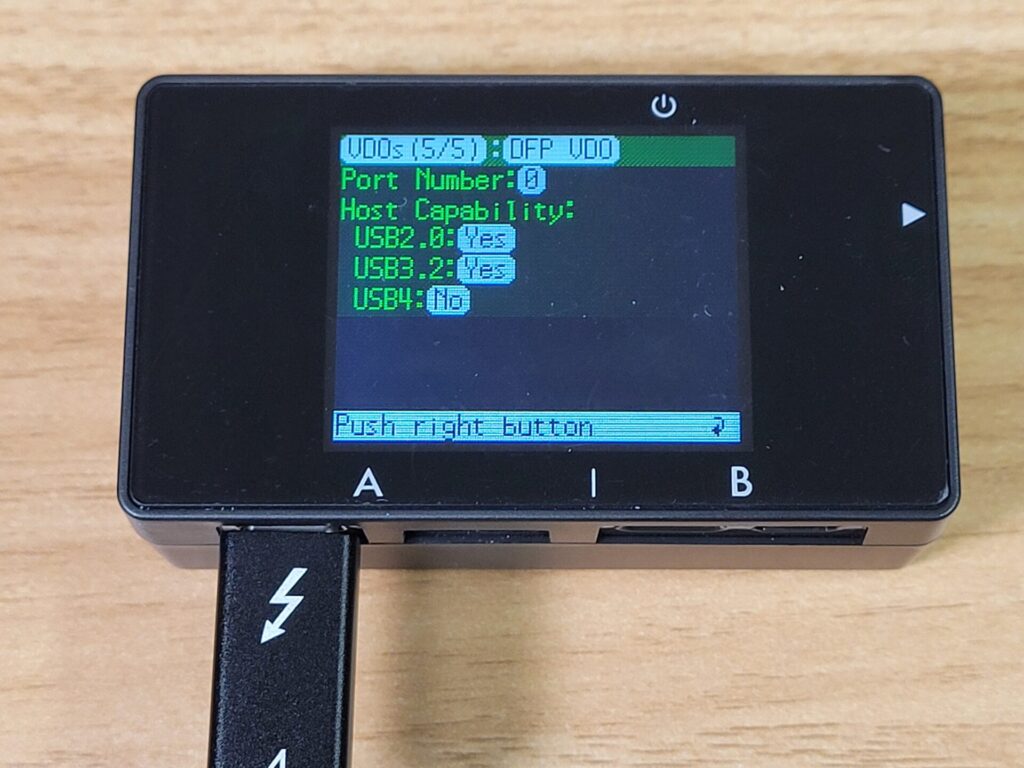 VDOs(5/5):DFP VDO
Port Number:0
Host Capability:
USB2.0:Yes
USB3.2:Yes
USB4:No
Push right button
A | B